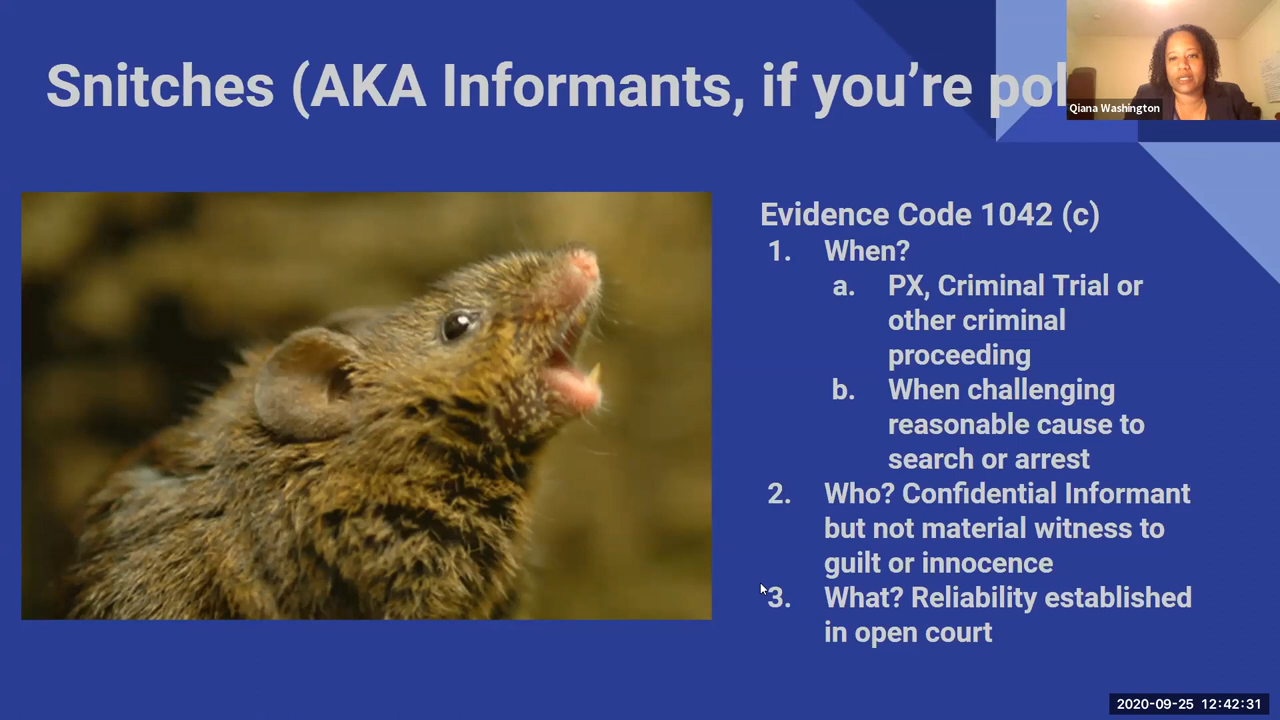 Snitches (AKA Informants, if you're pol
Qiana Washington
Evidence Code 1042 (c)
1. When?
a. PX, Criminal Trial or
other criminal
proceeding
b. When challenging
reasonable cause to
search or arrest
2. Who? Confidential Informant
but not material witness to
guilt or innocence
3. What? Reliability established
in open court
2020-09-25 12:42:31